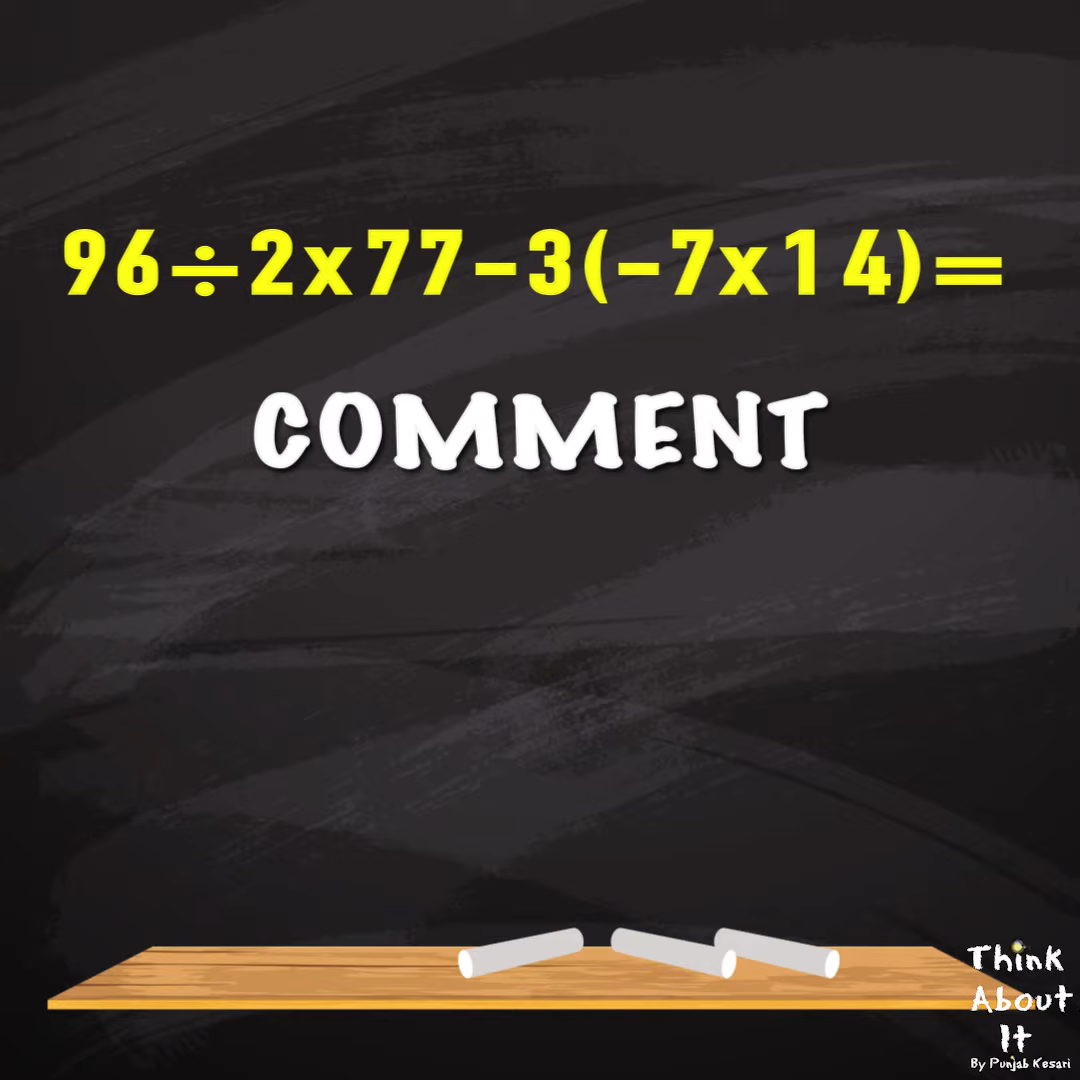 96÷2x77-3(-7x14)=
COMMENT
Think
About
It
By Punjab Kesari